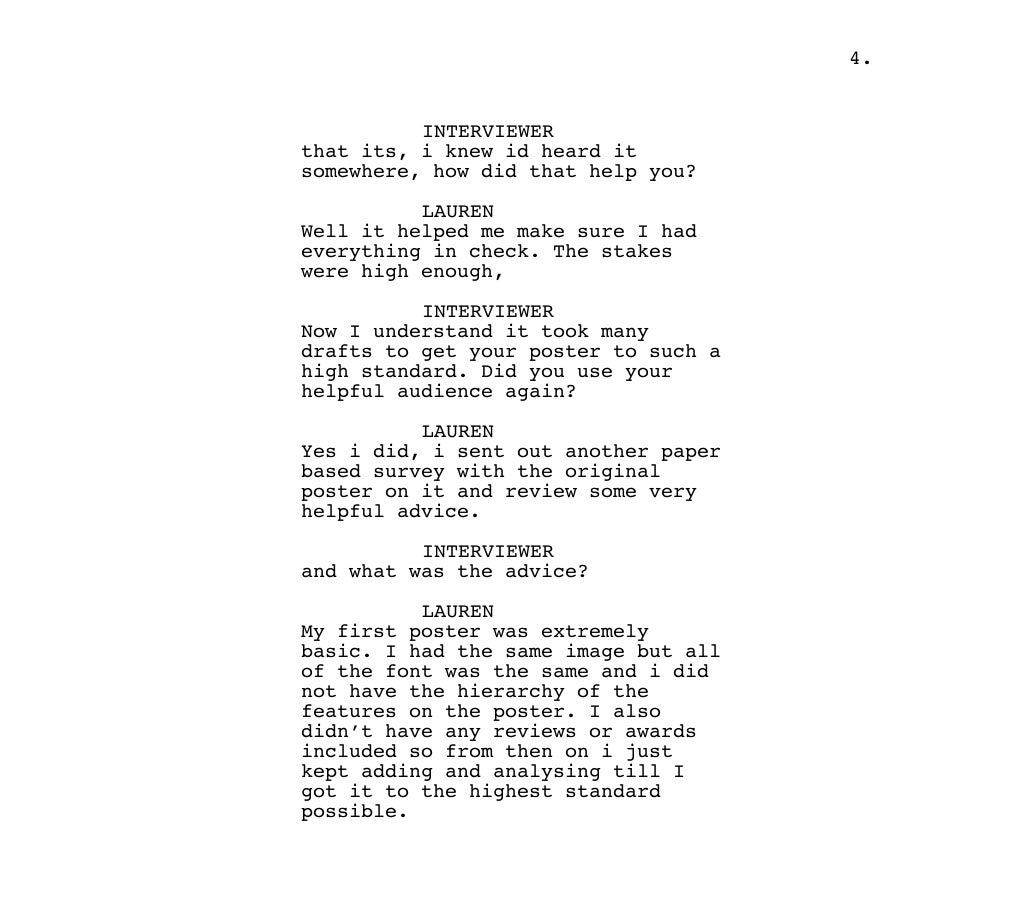 4.
INTERVIEWER
that its, i knew id heard it
somewhere, how did that help you?
LAUREN
Well it helped me make sure I had
everything in check. The stakes
were high enough,
INTERVIEWER
Now I understand it took many
drafts to get your poster to such a
high standard. Did you use your
helpful audience again?
LAUREN
Yes i did, i sent out another paper
based survey with the original
poster on it and review some very
helpful advice.
INTERVIEWER
and what was the advice?
LAUREN
My first poster was extremely
basic. I had the same image but all
of the font was the same and i did
not have the hierarchy of the
features on the poster. I also
didn’t have any reviews or awards
included so from then on i just
kept adding and analysing till I
got it to the highest standard
possible.